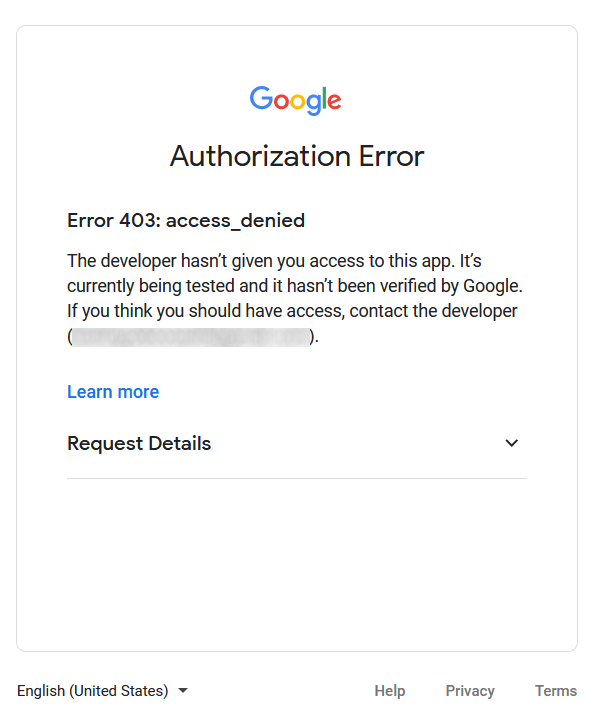 Google
Authorization Error
Error 403: access_denied
The developer hasn’t given you access to this app. It’s
currently being tested and it hasn’t been verified by Google.
If you think you should have access, contact the developer
( ).
Learn more
Request Details
English (United States)
Help Privacy Terms